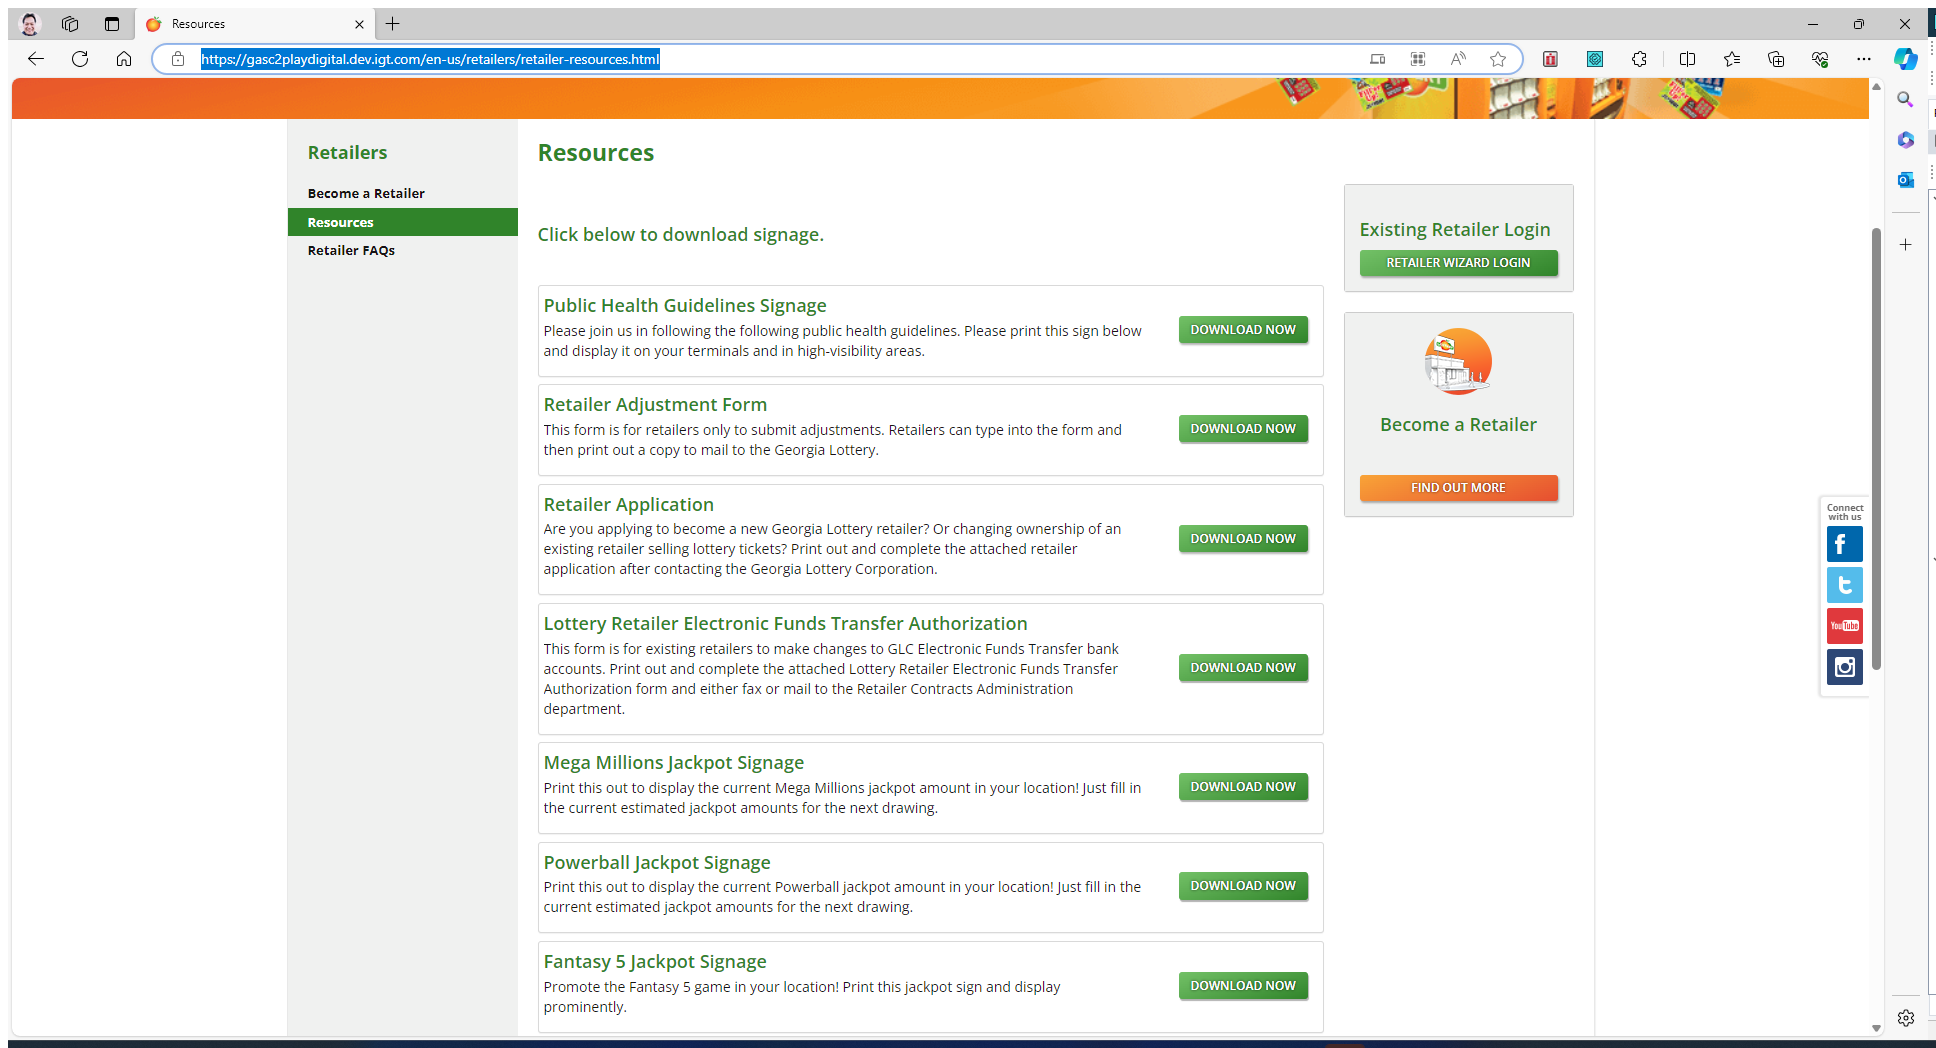 Resources
https://gasc2playdigital.dev.igt.com/en-us/retailers/retailer-resources.html
Retailers
Become a Retailer
Resources
Retailer FAQs
Resources
Click below to download signage.
Public Health Guidelines Signage
Please join us in following the following public health guidelines. Please print this sign below
and display it on your terminals and in high-visibility areas.
DOWNLOAD NOW
Retailer Adjustment Form
This form is for retailers only to submit adjustments. Retailers can type into the form and
then print out a copy to mail to the Georgia Lottery.
DOWNLOAD NOW
Retailer Application
Are you applying to become a new Georgia Lottery retailer? Or changing ownership of an
existing retailer selling lottery tickets? Print out and complete the attached retailer
application after contacting the Georgia Lottery Corporation.
DOWNLOAD NOW
Lottery Retailer Electronic Funds Transfer Authorization
This form is for existing retailers to make changes to GLC Electronic Funds Transfer bank
accounts. Print out and complete the attached Lottery Retailer Electronic Funds Transfer
Authorization form and either fax or mail to the Retailer Contracts Administration
department.
DOWNLOAD NOW
Mega Millions Jackpot Signage
Print this out to display the current Mega Millions jackpot amount in your location! Just fill in
the current estimated jackpot amounts for the next drawing.
DOWNLOAD NOW
Powerball Jackpot Signage
Print this out to display the current Powerball jackpot amount in your location! Just fill in the
current estimated jackpot amounts for the next drawing.
DOWNLOAD NOW
Fantasy 5 Jackpot Signage
Promote the Fantasy 5 game in your location! Print this jackpot sign and display
prominently.
DOWNLOAD NOW
Existing Retailer Login
RETAILER WIZARD LOGIN
Become a Retailer
FIND OUT MORE
Connect
with us
YouTube